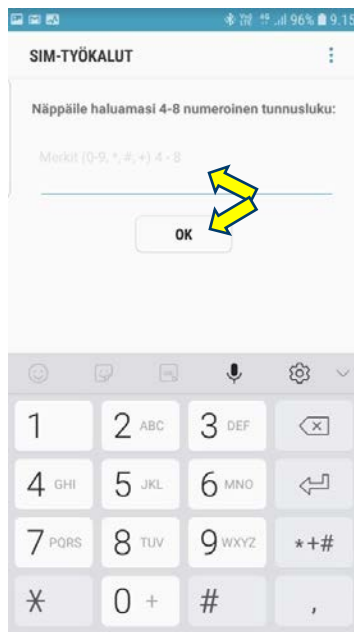 96% 9.15
SIM-TYÖKALUT
Näppäile haluamasi 4-8 numeroinen tunnusluku:
Merkit (0-9, *, #, +) 4 - 8
OK
1 2 ABC 3 DEF
4 GHI 5 JKL 6 MNO
7 PQRS 8 TUV 9 WXYZ *+#
* 0 + # ,